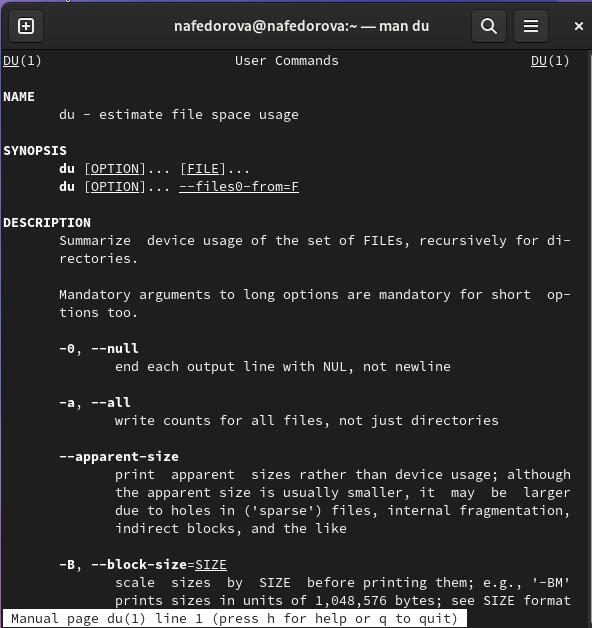 nafedorova@nafedorova:~ — man du
DU(1) User Commands DU(1)
NAME
du - estimate file space usage
SYNOPSIS
du [OPTION]... [FILE]...
du [OPTION]... --files0-from=F
DESCRIPTION
Summarize device usage of the set of FILEs, recursively for di-
rectories.
Mandatory arguments to long options are mandatory for short op-
tions too.
-0, --null
end each output line with NUL, not newline
-a, --all
write counts for all files, not just directories
--apparent-size
print apparent sizes rather than device usage; although
the apparent size is usually smaller, it may be larger
due to holes in ('sparse') files, internal fragmentation,
indirect blocks, and the like
-B, --block-size=SIZE
scale sizes by SIZE before printing them; e.g., '-BM'
prints sizes in units of 1,048,576 bytes; see SIZE format
Manual page du(1) line 1 (press h for help or q to quit)